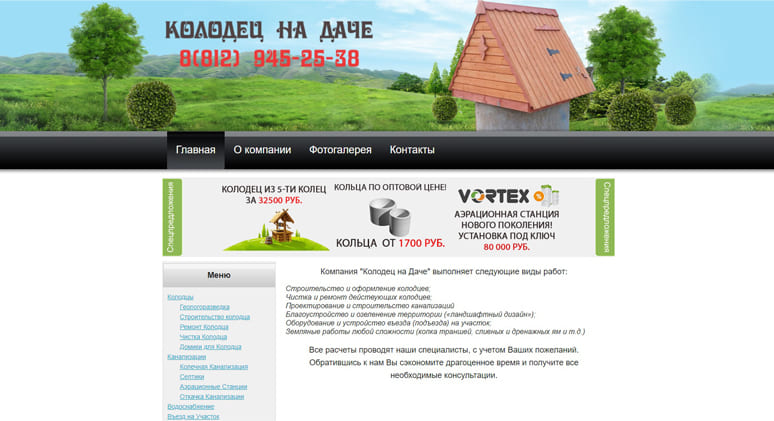 КОЛОДЕЦ НА ДАЧЕ
8(812) 945-25-38
Главная
О компании
Фотогалерея
Контакты
Спецпредложения
КОЛОДЕЦ ИЗ 5-ТИ КОЛЕЦ
ЗА 32500 РУБ.
КОЛЬЦА ПО ОПТОВОЙ ЦЕНЕ!
КОЛЬЦА ОТ 1700 РУБ.
VORTEX
АЭРАЦИОННАЯ СТАНЦИЯ
НОВОГО ПОКОЛЕНИЯ!
УСТАНОВКА ПОД КЛЮЧ
80 000 РУБ.
Спецпредложения
Меню
Колодцы
Геологоразведка
Строительство колодца
Ремонт Колодца
Чистка Колодца
Домики для Колодца
Канализации
Колечная Канализация
Септики
Аэрационные Станции
Откачка Канализации
Водоснабжение
Въезд на Участок
Компания "Колодец на Даче" выполняет следующие виды работ:
Строительство и оформление колодцев;
Чистка и ремонт действующих колодцев;
Проектирование и строительство канализаций
Благоустройство и озеленение территории («ландшафтный дизайн»);
Оборудование и устройство въезда (подъезда) на участок;
Земляные работы любой сложности (копка траншей, сливных и дренажных ям и т.д.)
Все расчеты проводят наши специалисты, с учетом Ваших пожеланий.
Обратившись к нам Вы сэкономите драгоценное время и получите все
необходимые консультации.